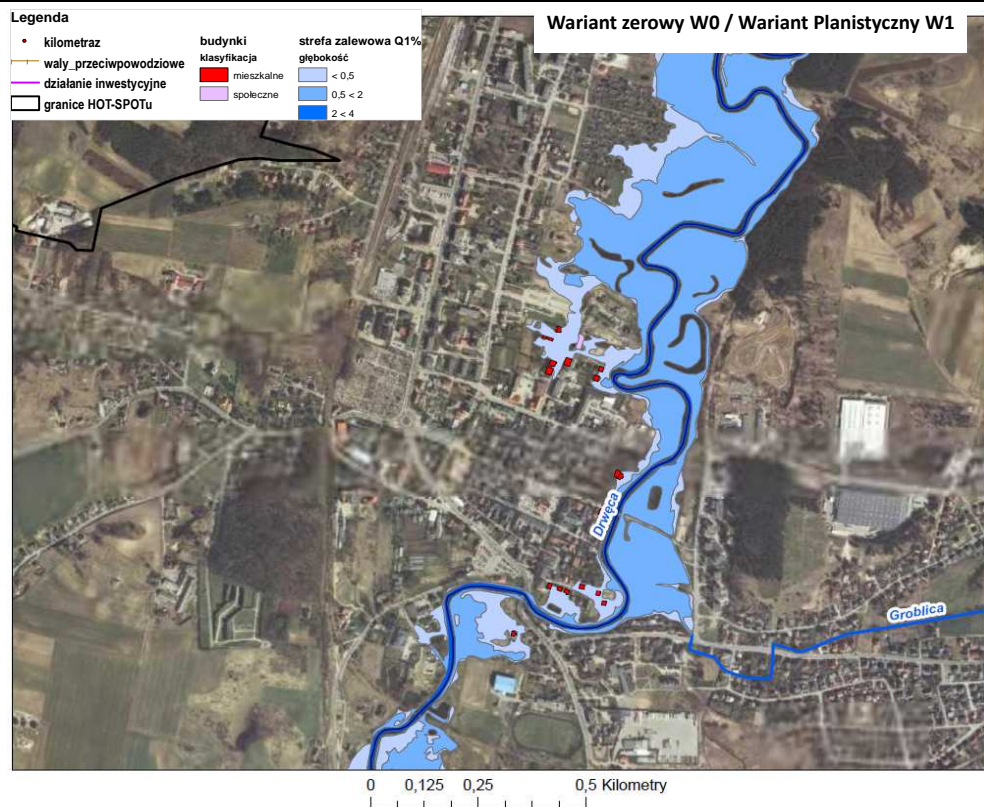 Legenda
Wariant zerowy W0 / Wariant Planistyczny W1
kilometraz
waly_przeciwpowodziowe
działanie inwestycyjne
granice HOT-SPOTu
budynki
klasyfikacja
mieszkalne
społeczne
strefa zalewowa Q1%
głębokość
< 0,5
0,5 < 2
2 < 4
Drwęca
Groblica
0 0,125 0,25 0,5 Kilometry